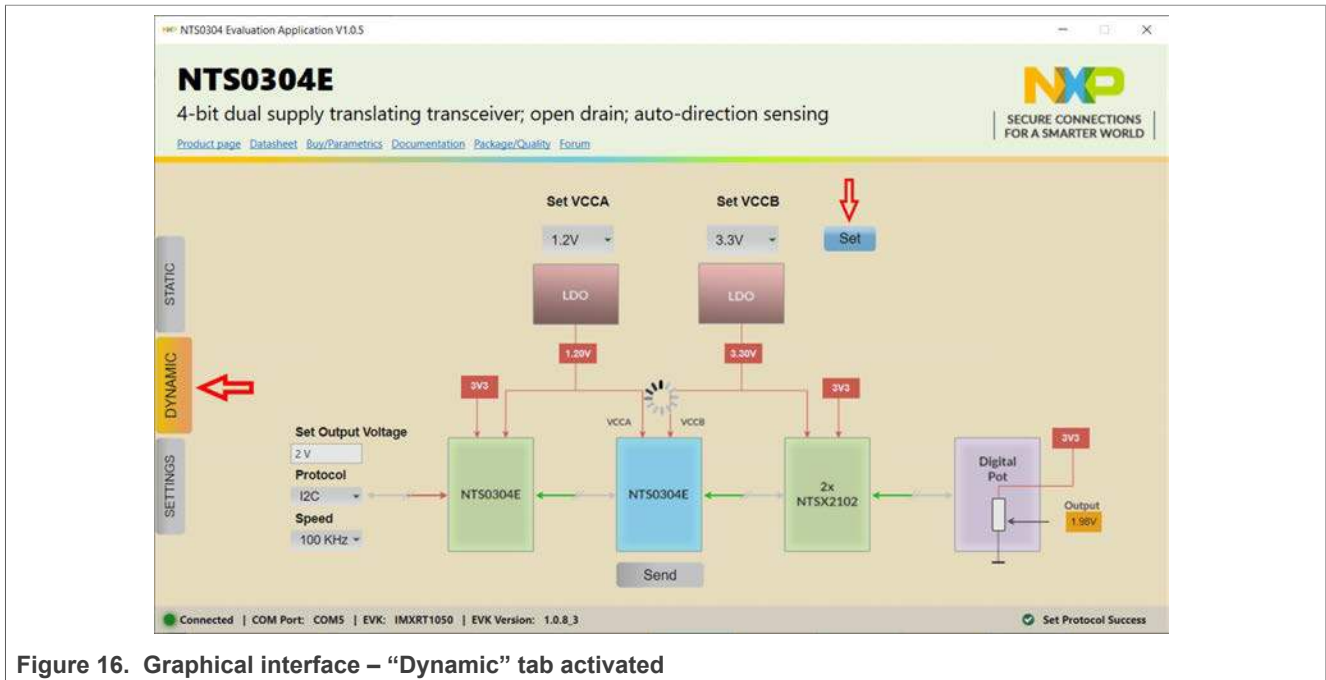 NTS0304 Evaluation Application V1.0.5
NTS0304E
4-bit dual supply translating transceiver; open drain; auto-direction sensing
Product page Datasheet Buy/Parametrics Documentation Package/Quality Forum
NXP
SECURE CONNECTIONS
FOR A SMARTER WORLD
Set VCCA
Set VCCB
1.2V
3.3V
Set
STATIC
DYNAMIC
SETTINGS
LDO
LDO
1.20V
3.30V
3V3
3V3
VCCA
VCCB
Set Output Voltage
2 V
Protocol
I2C
Speed
100 KHz
NTS0304E
NTS0304E
2x
NTSX2102
Digital
Pot
3V3
Output
1.98V
Send
Connected | COM Port: COM5 | EVK: IMXRT1050 | EVK Version: 1.0.8_3
Set Protocol Success
Figure 16. Graphical interface – “Dynamic” tab activated